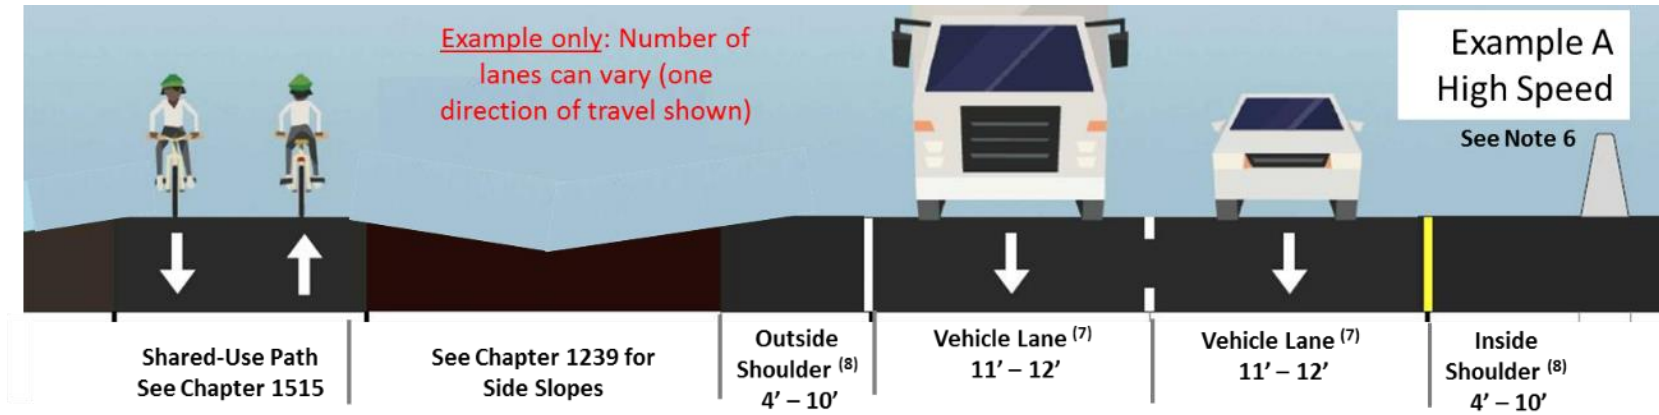 Example only: Number of
lanes can vary (one
direction of travel shown)
Example A
High Speed
See Note 6
Shared-Use Path
See Chapter 1515
See Chapter 1239 for
Side Slopes
Outside
Shoulder (8)
4’ – 10’
Vehicle Lane (7)
11’ – 12’
Vehicle Lane (7)
11’ – 12’
Inside
Shoulder (8)
4’ – 10’